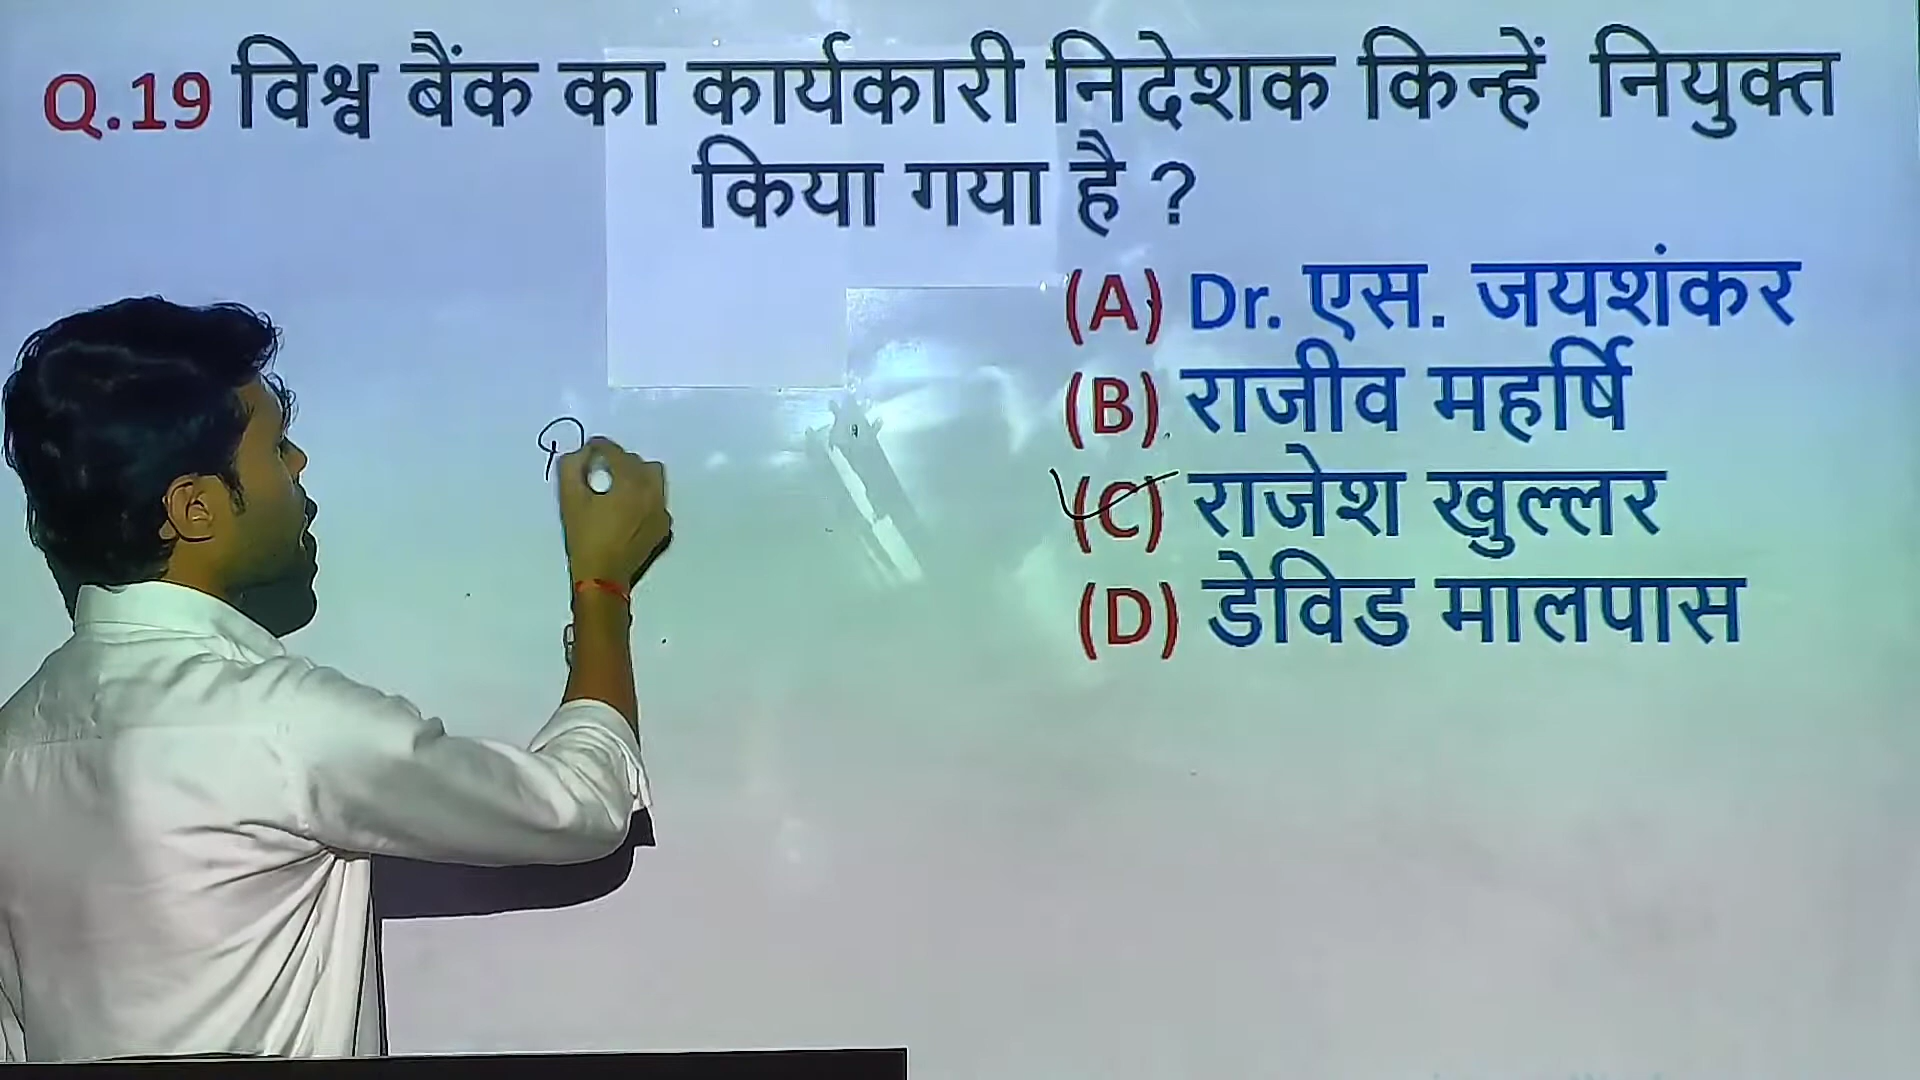 Q.19 विश्व बैंक का कार्यकारी निदेशक किन्हें नियुक्त
किया गया है ?
(A) Dr. एस. जयशंकर
(B) राजीव महर्षि
(C) राजेश खुल्लर
(D) डेविड मालपास